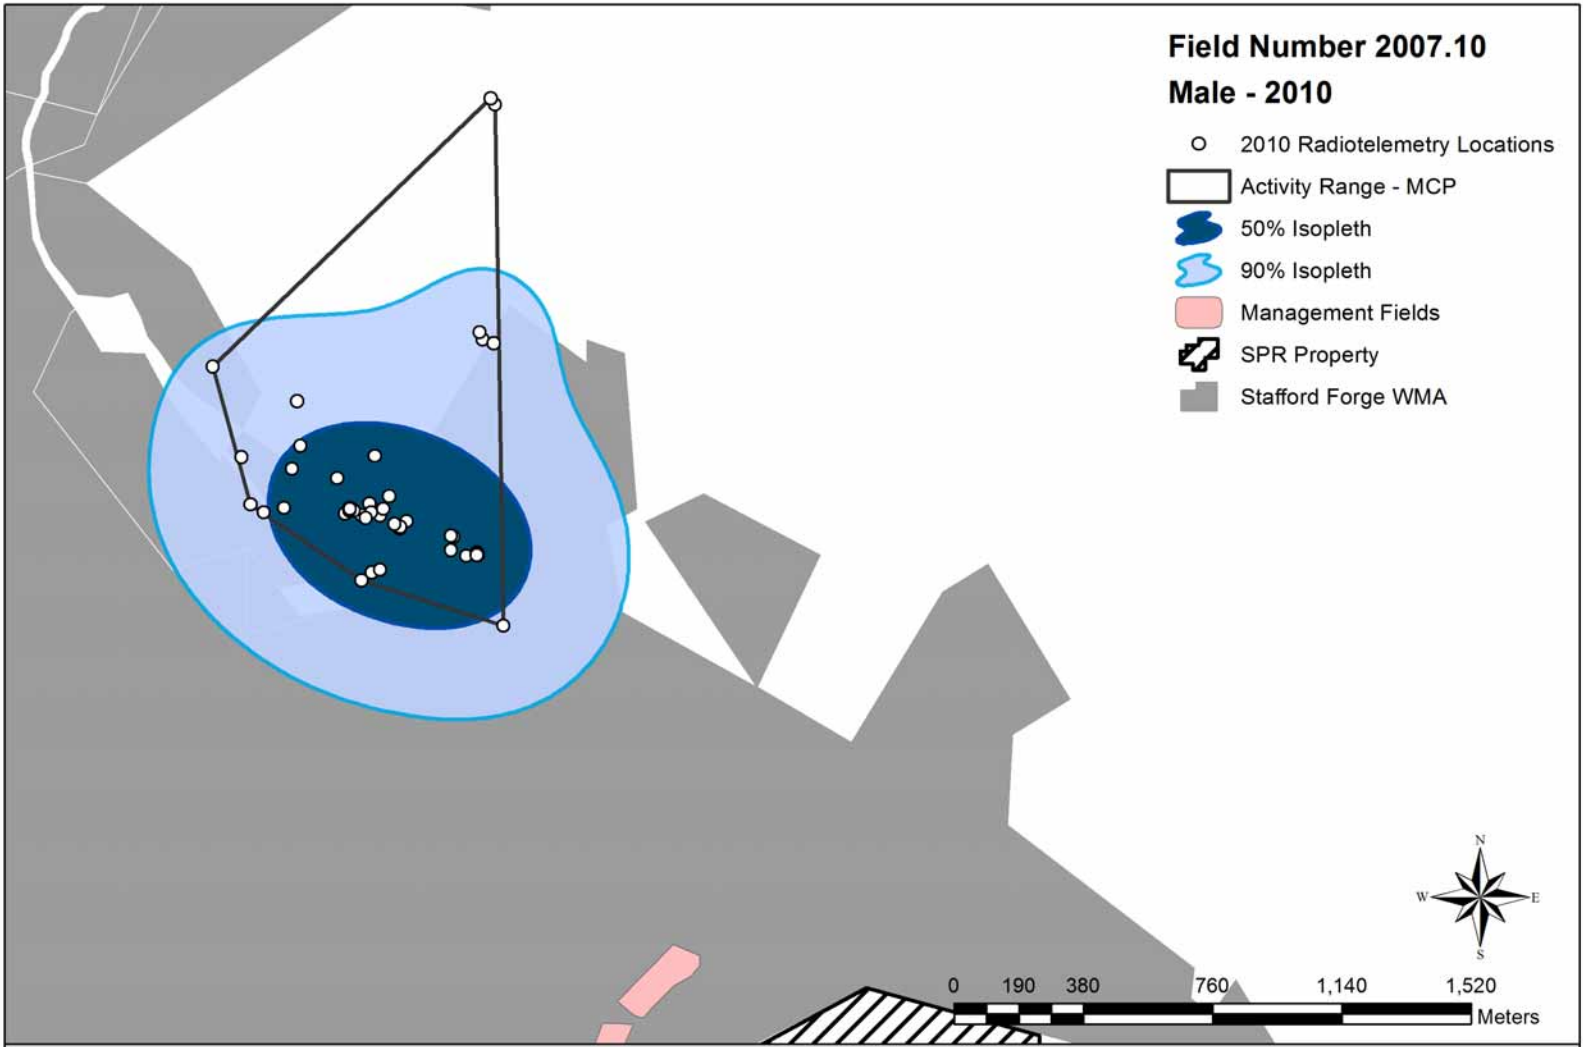 Field Number 2007.10
Male - 2010
2010 Radiotelemetry Locations
Activity Range - MCP
50% Isopleth
90% Isopleth
Management Fields
SPR Property
Stafford Forge WMA
N
W E
S
0 190 380 760 1,140 1,520
Meters